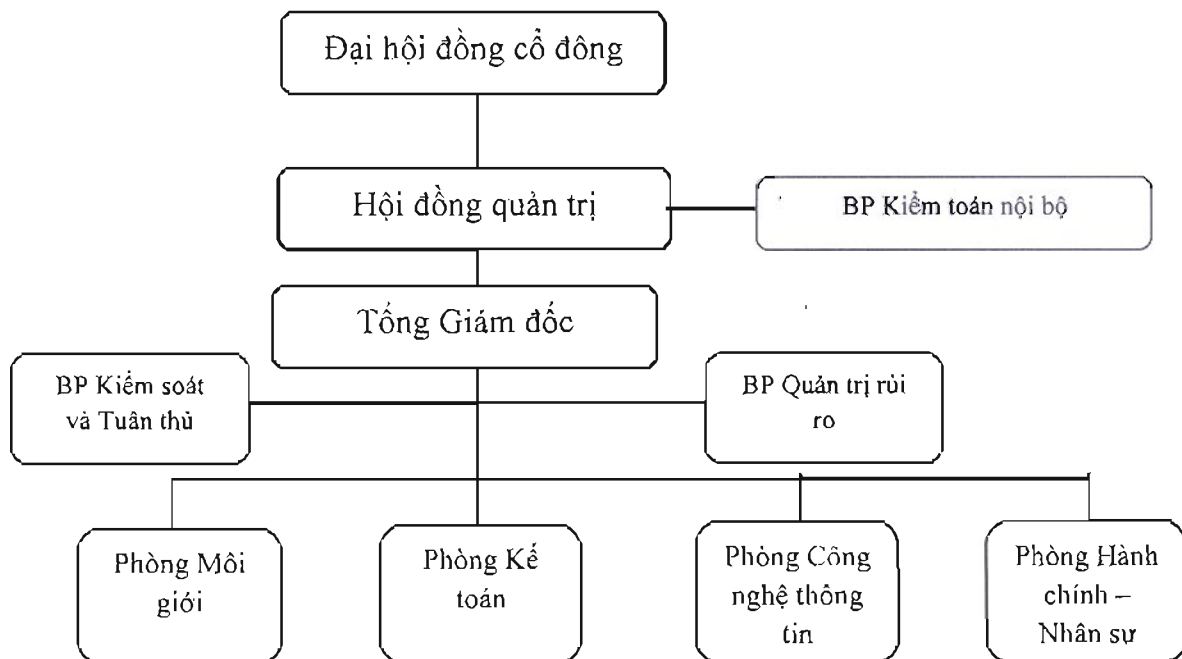 Đại hội đồng cổ đông
Hội đồng quản trị
BP Kiểm toán nội bộ
Tổng Giám đốc
BP Kiểm soát
và Tuân thủ
BP Quản trị rủi
ro
Phòng Môi
giới
Phòng Kế
toán
Phòng Công
nghệ thông
tin
Phòng Hành
chính –
Nhân sự